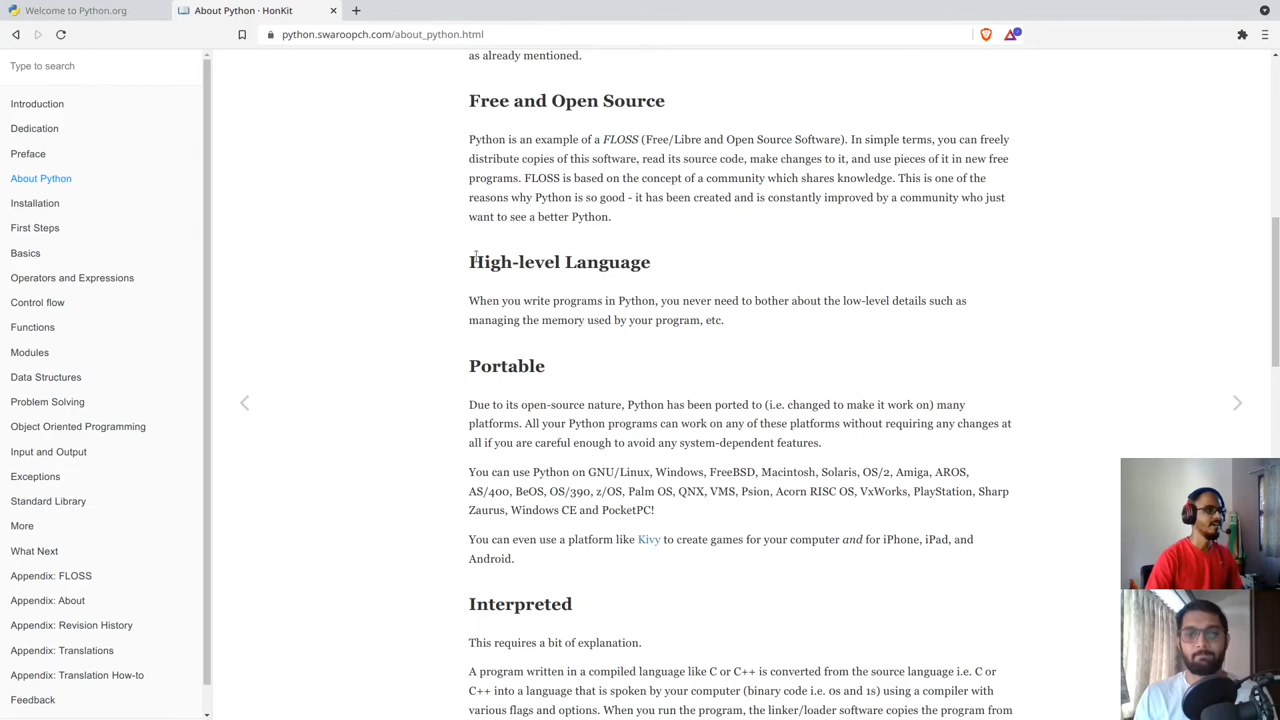 Welcome to Python.org
About Python · HonKit
python.swaroopch.com/about_python.html
Type to search
Introduction
Dedication
Preface
About Python
Installation
First Steps
Basics
Operators and Expressions
Control flow
Functions
Modules
Data Structures
Problem Solving
Object Oriented Programming
Input and Output
Exceptions
Standard Library
More
What Next
Appendix: FLOSS
Appendix: About
Appendix: Revision History
Appendix: Translations
Appendix: Translation How-to
Feedback
as already mentioned.
Free and Open Source
Python is an example of a FLOSS (Free/Libre and Open Source Software). In simple terms, you can freely
distribute copies of this software, read its source code, make changes to it, and use pieces of it in new free
programs. FLOSS is based on the concept of a community which shares knowledge. This is one of the
reasons why Python is so good - it has been created and is constantly improved by a community who just
want to see a better Python.
High-level Language
When you write programs in Python, you never need to bother about the low-level details such as
managing the memory used by your program, etc.
Portable
Due to its open-source nature, Python has been ported to (i.e. changed to make it work on) many
platforms. All your Python programs can work on any of these platforms without requiring any changes at
all if you are careful enough to avoid any system-dependent features.
You can use Python on GNU/Linux, Windows, FreeBSD, Macintosh, Solaris, OS/2, Amiga, AROS,
AS/400, BeOS, OS/390, z/OS, Palm OS, QNX, VMS, Psion, Acorn RISC OS, VxWorks, PlayStation, Sharp
Zaurus, Windows CE and PocketPC!
You can even use a platform like Kivy to create games for your computer and for iPhone, iPad, and
Android.
Interpreted
This requires a bit of explanation.
A program written in a compiled language like C or C++ is converted from the source language i.e. C or
C++ into a language that is spoken by your computer (binary code i.e. 0s and 1s) using a compiler with
various flags and options. When you run the program, the linker/loader software copies the program from